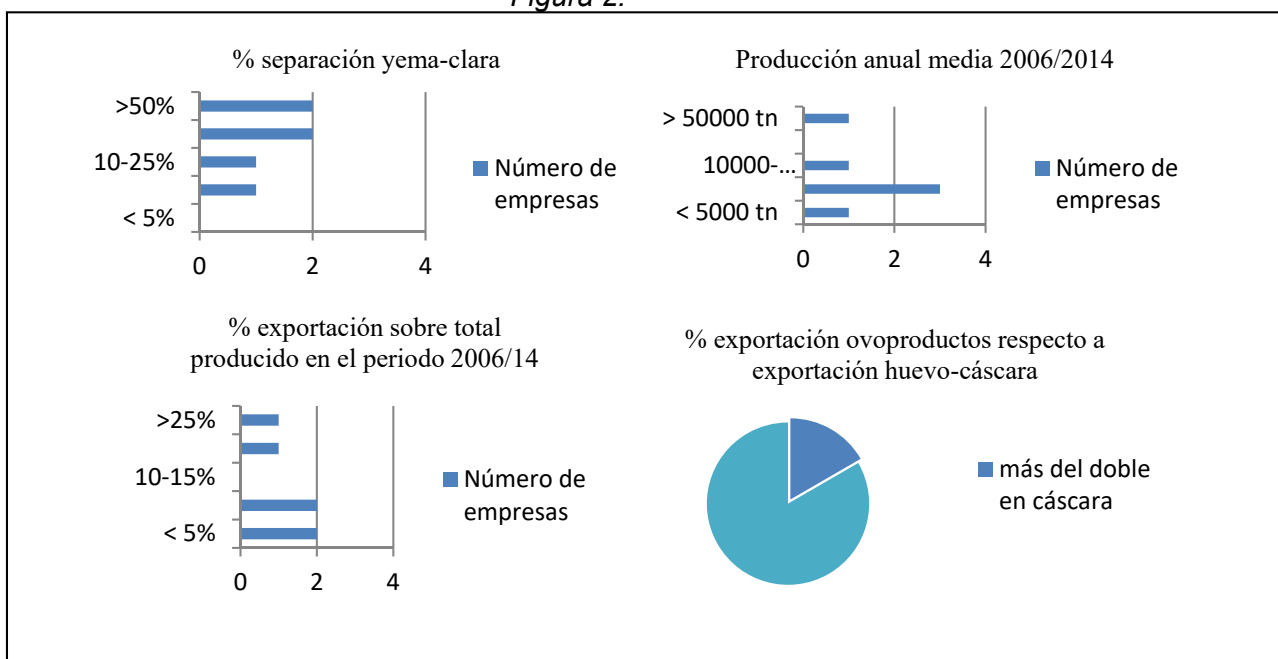 Figura 2.
% separación yema-clara
>50%
10-25%
< 5%
0 2 4
Número de
empresas
Producción anual media 2006/2014
> 50000 tn
10000-...
< 5000 tn
0 2 4
Número de
empresas
% exportación sobre total
producido en el periodo 2006/14
>25%
10-15%
< 5%
0 2 4
Número de
empresas
% exportación ovoproductos respecto a
exportación huevo-cáscara
más del doble
en cáscara